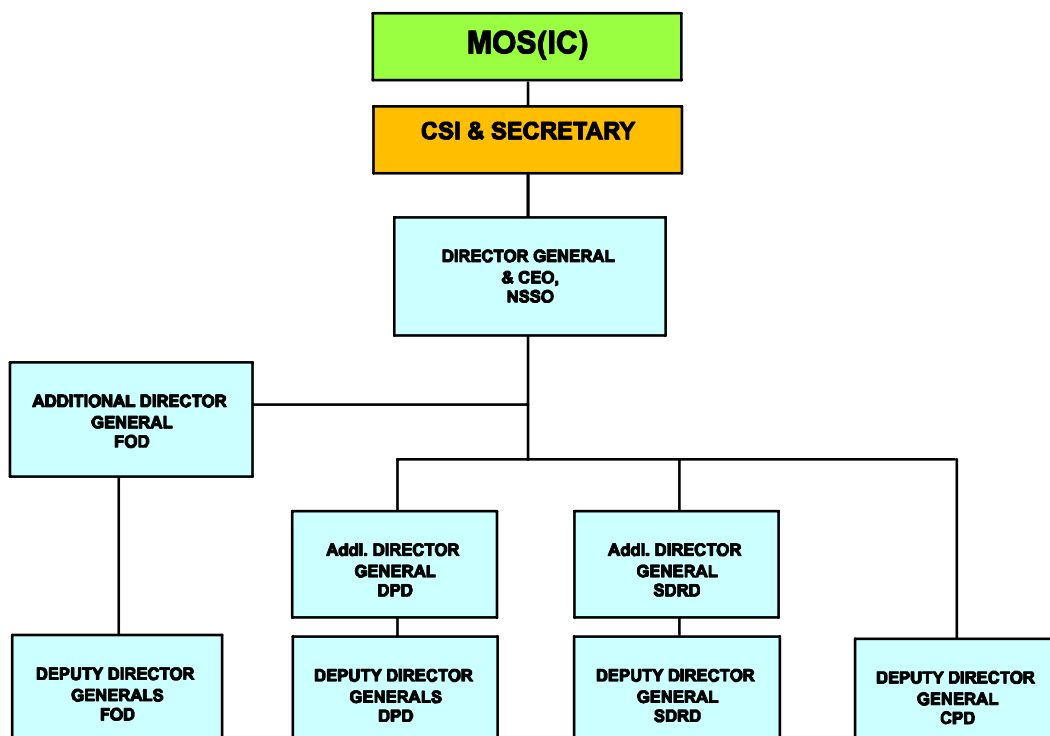 MOS(IC)
CSI & SECRETARY
DIRECTOR GENERAL
& CEO,
NSSO
ADDITIONAL DIRECTOR
GENERAL
FOD
Addl. DIRECTOR
GENERAL
DPD
Addl. DIRECTOR
GENERAL
SDRD
DEPUTY DIRECTOR
GENERALS
FOD
DEPUTY DIRECTOR
GENERALS
DPD
DEPUTY DIRECTOR
GENERAL
SDRD
DEPUTY DIRECTOR
GENERAL
CPD